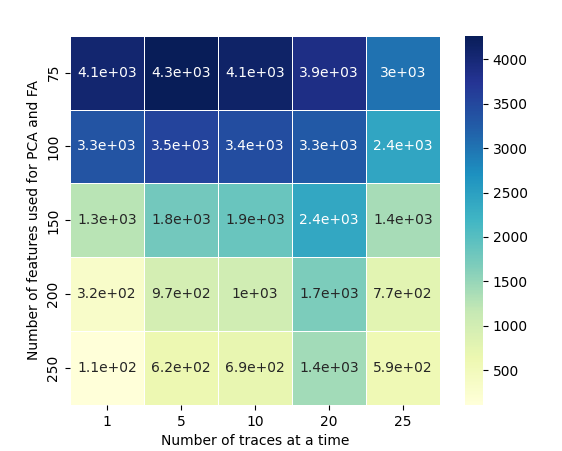 Number of features used for PCA and FA
75 4.1e+03 4.3e+03 4.1e+03 3.9e+03 3e+03
100 3.3e+03 3.5e+03 3.4e+03 3.3e+03 2.4e+03
150 1.3e+03 1.8e+03 1.9e+03 2.4e+03 1.4e+03
200 3.2e+02 9.7e+02 1e+03 1.7e+03 7.7e+02
250 1.1e+02 6.2e+02 6.9e+02 1.4e+03 5.9e+02
1 5 10 20 25
Number of traces at a time
4000
3500
3000
2500
2000
1500
1000
500